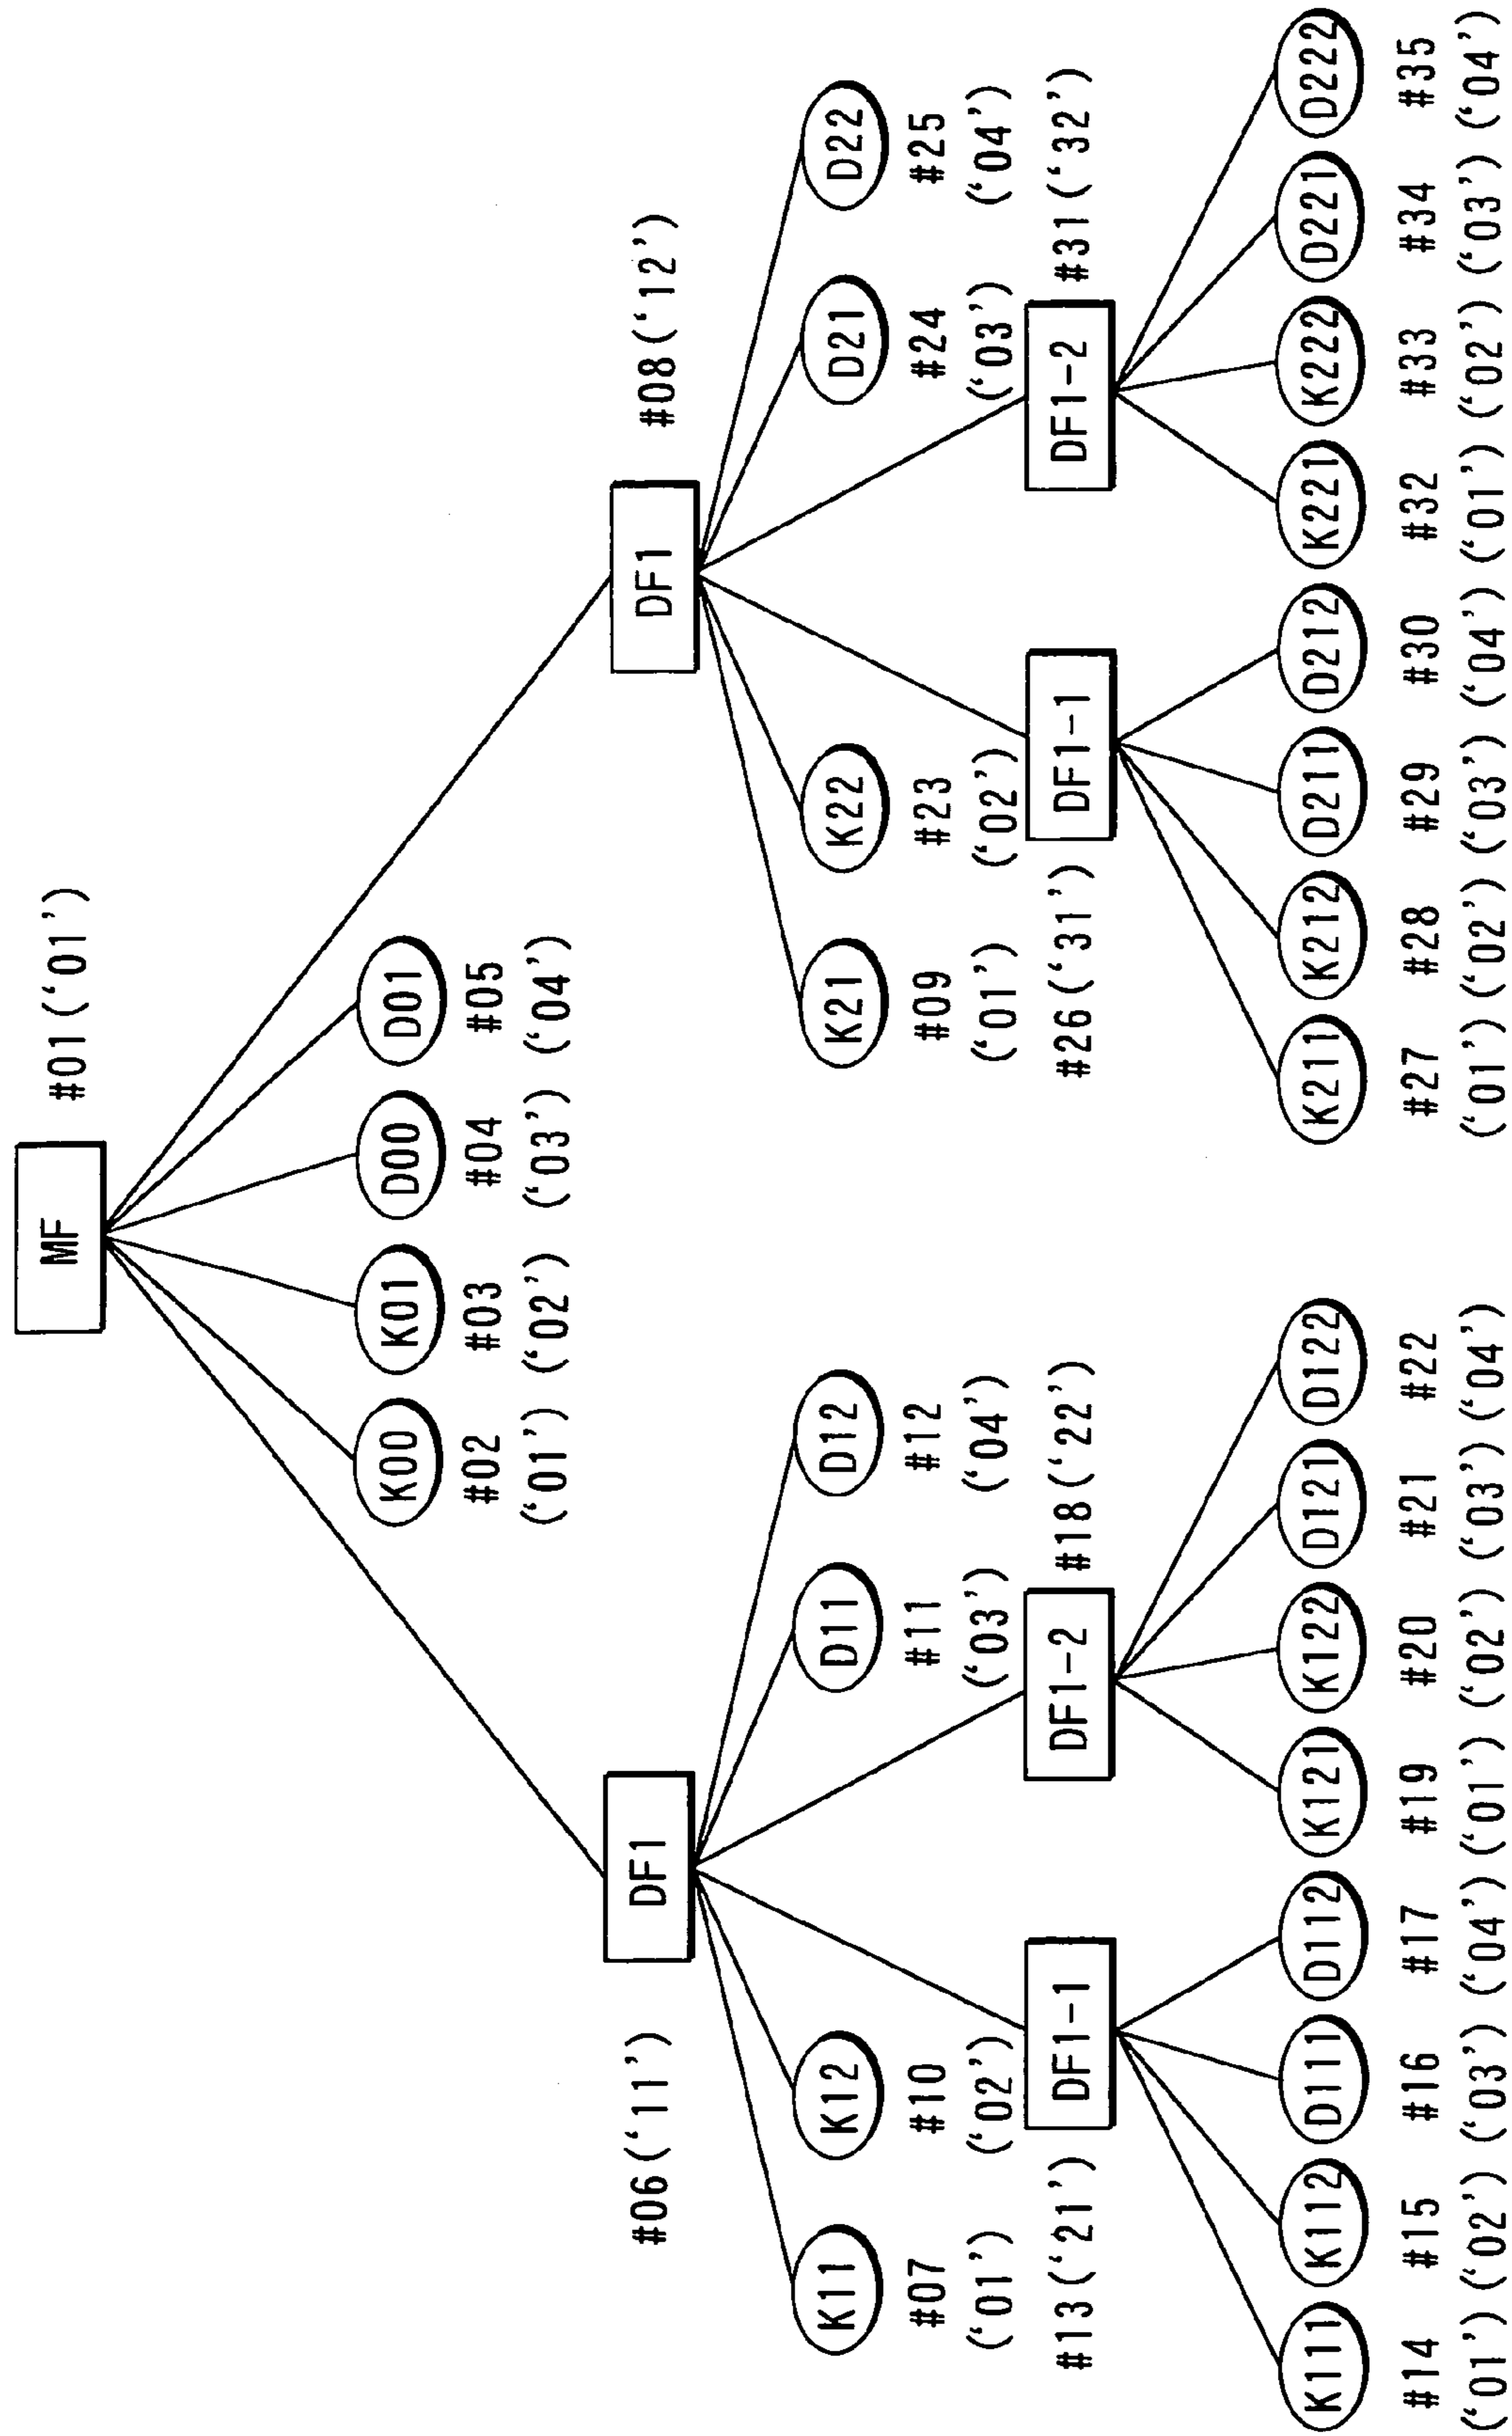 MF #01('01')
K00 K01 D00 D01
#02 #03 #04 #05
('01') ('02') ('03') ('04')
#06('11') DF1 DF1 #08('12')
K11 K12 D11 D12 K21 K22 D21 D22
#07 #10 #11 #12 #09 #23 #24 #25
('01') ('02') ('03') ('04') ('01') ('02') ('03') ('04')
#13('21') DF1-1 DF1-2 #18('22') #26('31') DF1-1 DF1-2 #31('32')
K111 K112 D111 D112 K121 K122 D121 D122 K211 K212 D211 D212 K221 K222 D221 D222
#14 #15 #16 #17 #19 #20 #21 #22 #27 #28 #29 #30 #32 #33 #34 #35
('01') ('02') ('03') ('04') ('01') ('02') ('03') ('04') ('01') ('02') ('03') ('04') ('01') ('02') ('03') ('04')